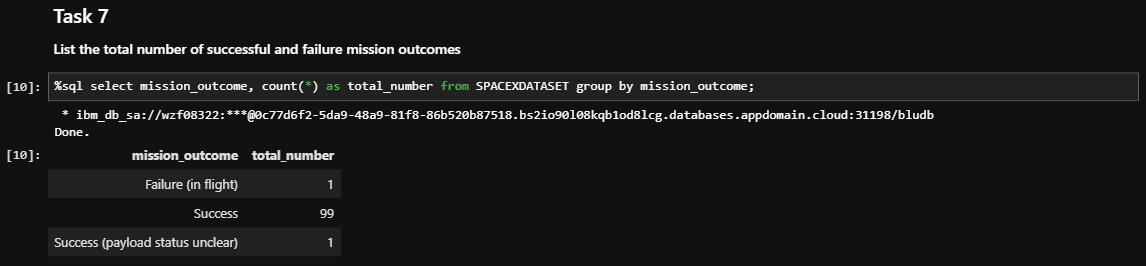 Task 7
List the total number of successful and failure mission outcomes
[10]: %sql select mission_outcome, count(*) as total_number from SPACEXDATASET group by mission_outcome;
* ibm_db_sa://wzf08322:***@0c77d6f2-5da9-48a9-81f8-86b520b87518.bs2io90l08kqb1od8lcg.databases.appdomain.cloud:31198/bludb
Done.
[10]: mission_outcome total_number
Failure (in flight) 1
Success 99
Success (payload status unclear) 1